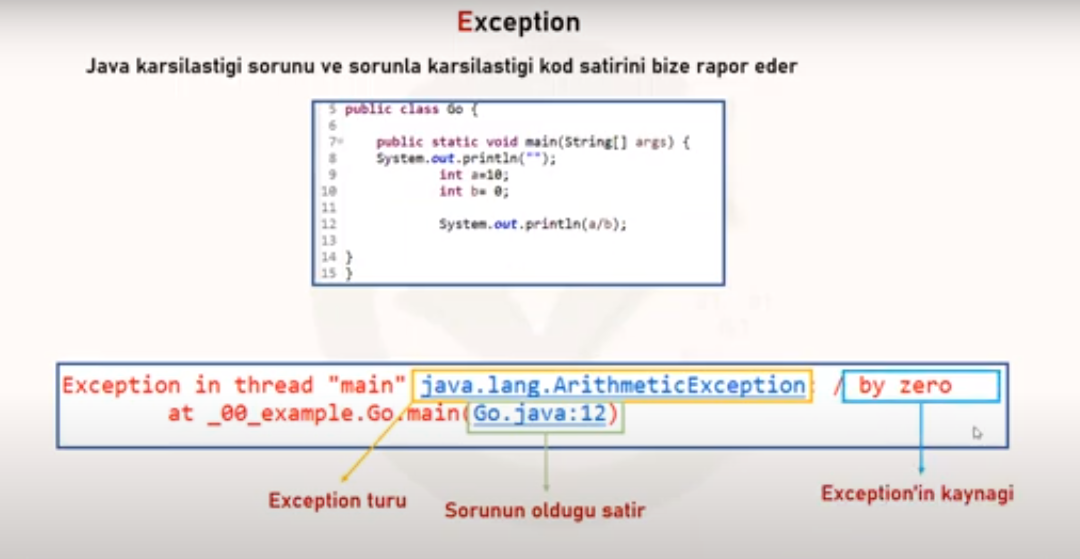 Exception
Java karsilastigi sorunu ve sorunla karsilastigi kod satirini bize rapor eder
5 public class Go {
6
7 public static void main(String[] args) {
8 System.out.println("");
9 int a=10;
10 int b= 0;
11
12 System.out.println(a/b);
13
14 }
15 }
Exception in thread "main" java.lang.ArithmeticException: / by zero
at _00_example.Go.main(Go.java:12)
Exception turu
Sorunun oldugu satir
Exception'in kaynagi